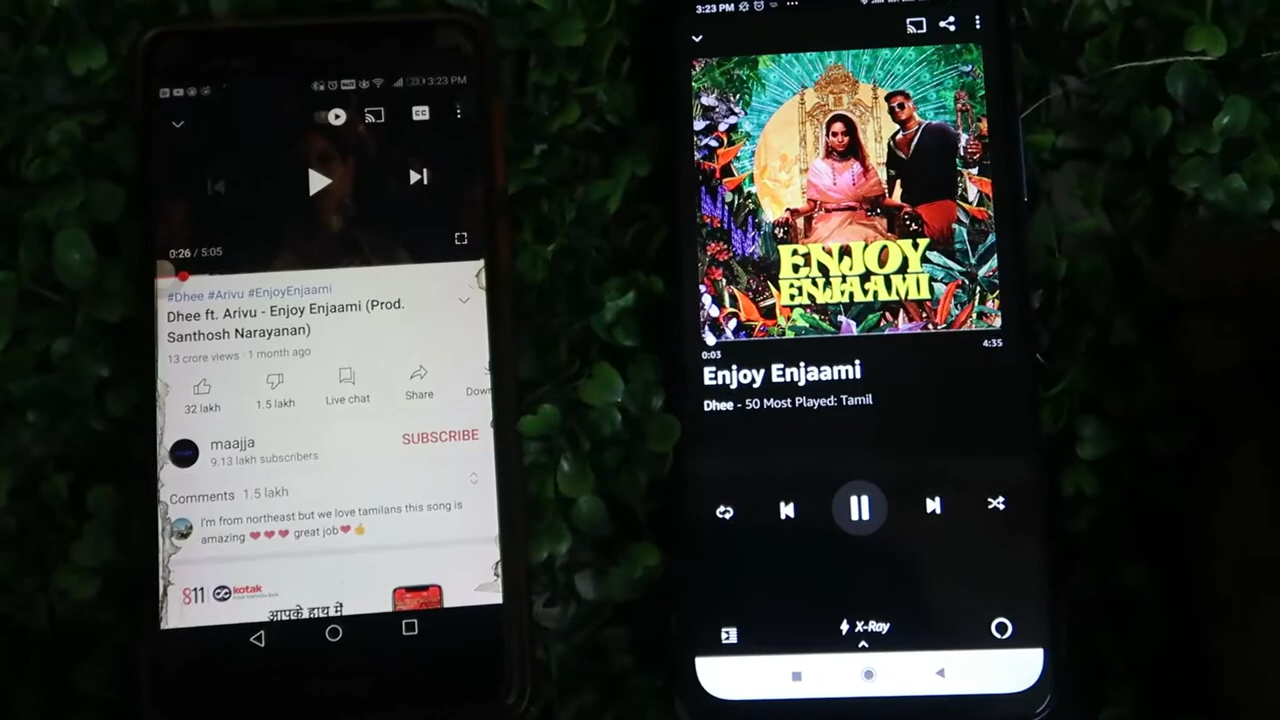 3:23 PM
CC
0:26 / 5:05
#Dhee #Arivu #EnjoyEnjaami
Dhee ft. Arivu - Enjoy Enjaami (Prod.
Santhosh Narayanan)
13 crore views · 1 month ago
32 lakh
1.5 lakh
Live chat
Share
Down
maajja
9.13 lakh subscribers
SUBSCRIBE
Comments 1.5 lakh
I'm from northeast but we love tamilans this song is
amazing ❤❤❤ great job❤👍
811 kotak
आपके हाथ में
3:23 PM
ENJOY
ENJAAMI
0:03
4:35
Enjoy Enjaami
Dhee - 50 Most Played: Tamil
X-Ray